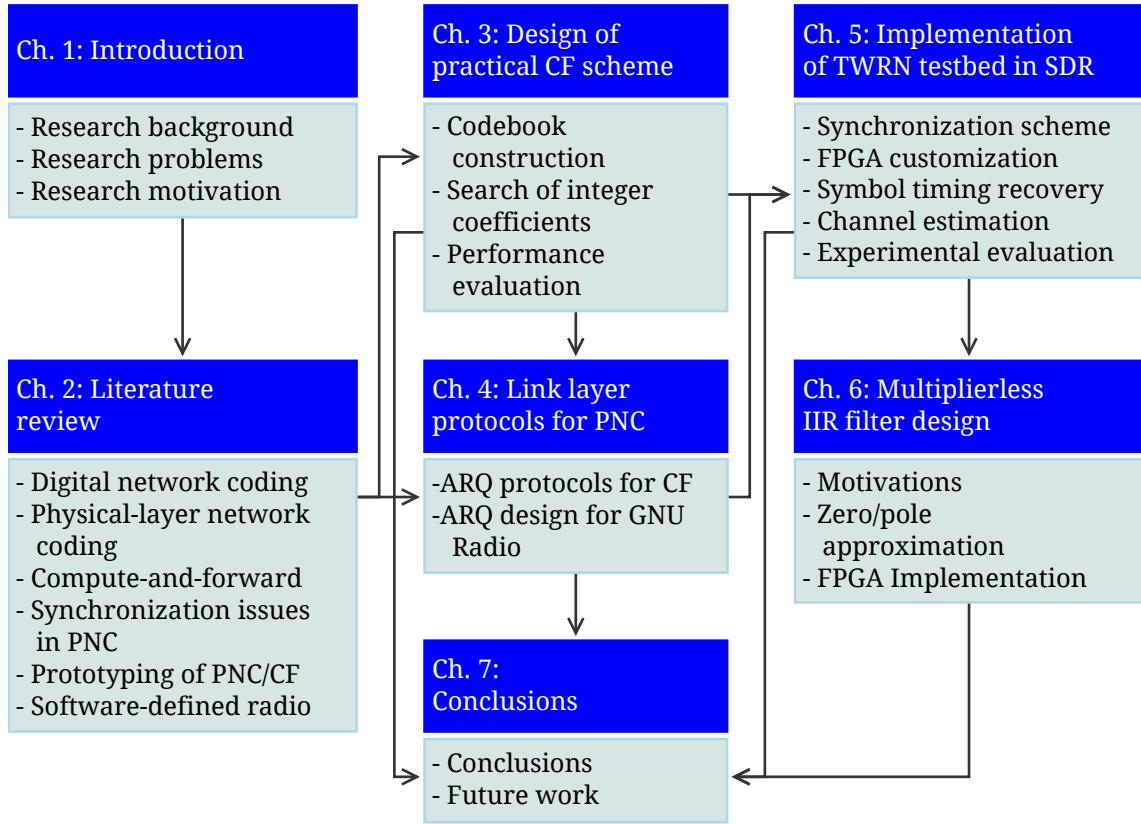 Ch. 1: Introduction
- Research background
- Research problems
- Research motivation
Ch. 2: Literature
review
- Digital network coding
- Physical-layer network
coding
- Compute-and-forward
- Synchronization issues
in PNC
- Prototyping of PNC/CF
- Software-defined radio
Ch. 3: Design of
practical CF scheme
- Codebook
construction
- Search of integer
coefficients
- Performance
evaluation
Ch. 4: Link layer
protocols for PNC
-ARQ protocols for CF
-ARQ design for GNU
Radio
Ch. 7:
Conclusions
- Conclusions
- Future work
Ch. 5: Implementation
of TWRN testbed in SDR
- Synchronization scheme
- FPGA customization
- Symbol timing recovery
- Channel estimation
- Experimental evaluation
Ch. 6: Multiplierless
IIR filter design
- Motivations
- Zero/pole
approximation
- FPGA Implementation